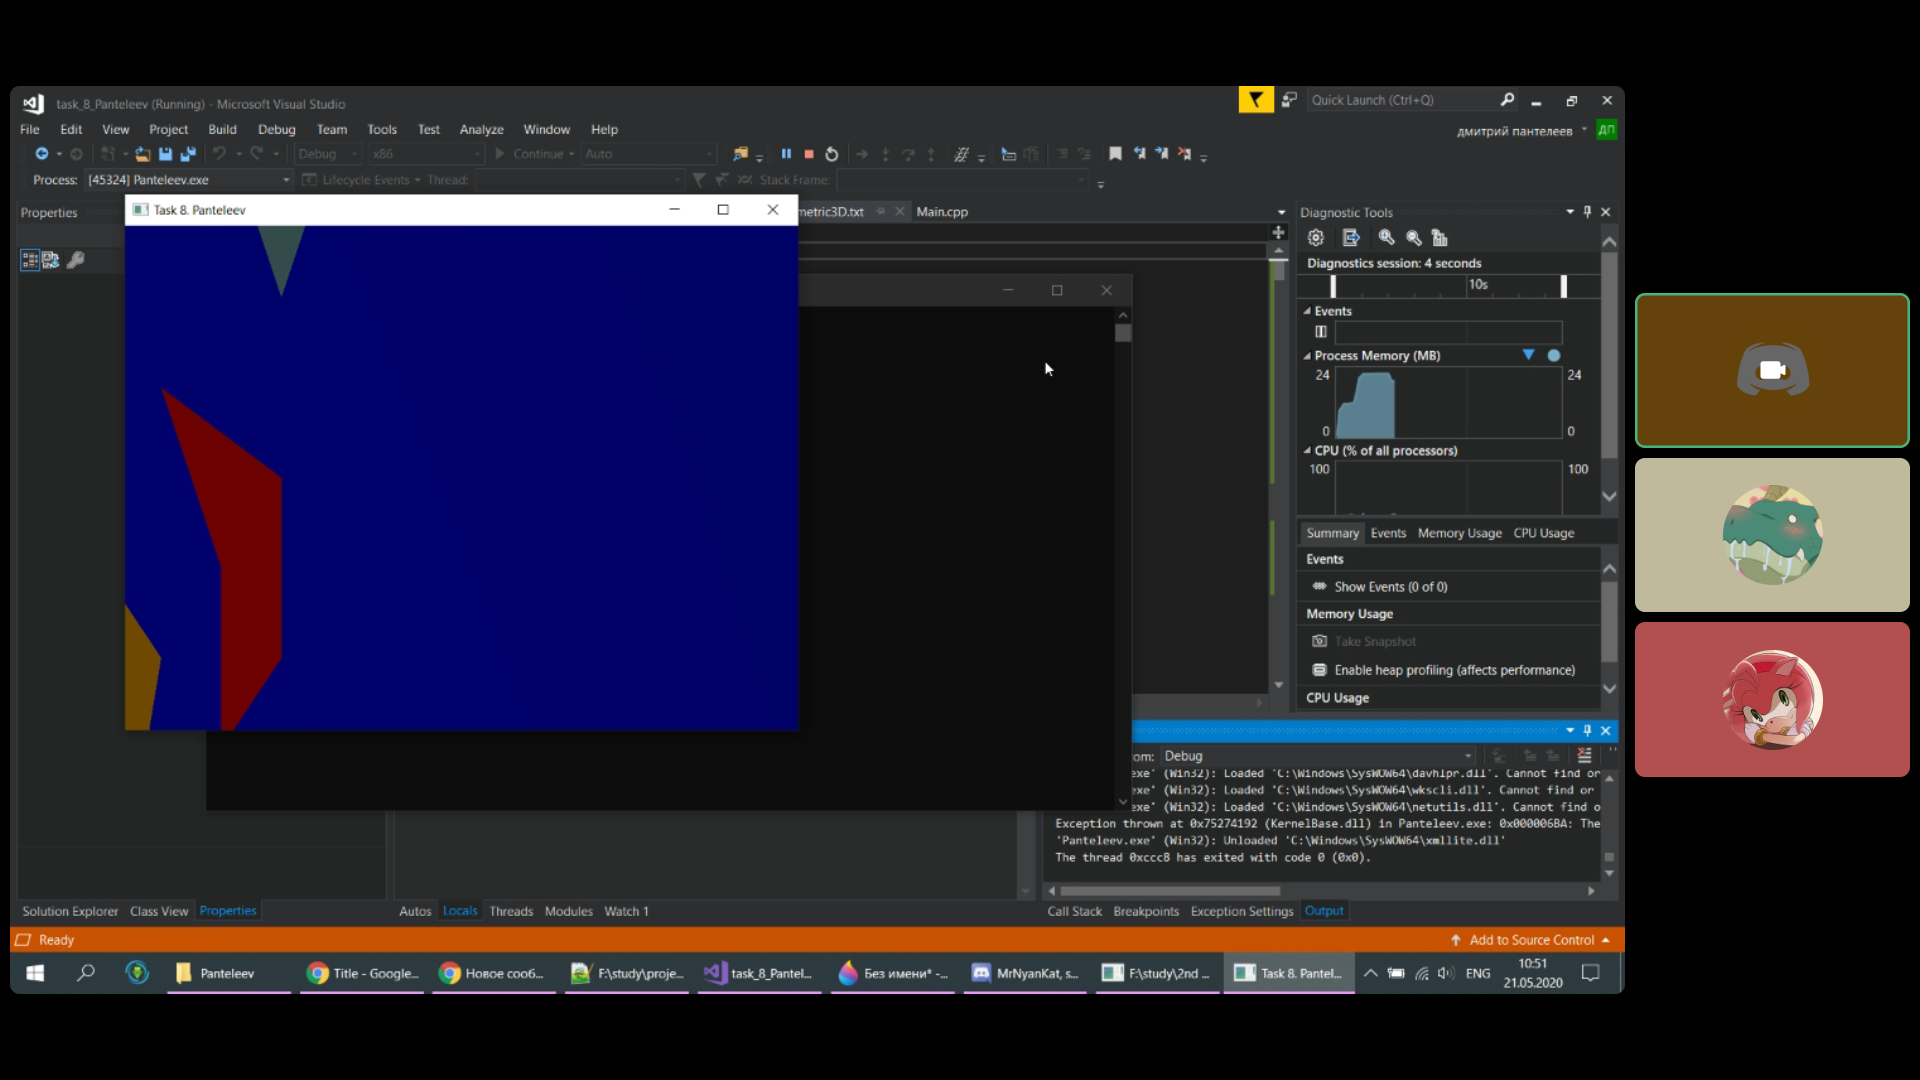 task_8_Panteleev (Running) - Microsoft Visual Studio
Quick Launch (Ctrl+Q)
File Edit View Project Build Debug Team Tools Test Analyze Window Help
дмитрий пантелеев ДП
Debug x86 Continue Auto
Process: [45324] Panteleev.exe Lifecycle Events Thread: Stack Frame:
Properties
Task 8. Panteleev
metric3D.txt Main.cpp
Diagnostic Tools
Diagnostics session: 4 seconds
10s
Events
Process Memory (MB)
24 24
0 0
CPU (% of all processors)
100 100
Summary Events Memory Usage CPU Usage
Events
Show Events (0 of 0)
Memory Usage
Take Snapshot
Enable heap profiling (affects performance)
CPU Usage
om: Debug
exe' (Win32): Loaded 'C:\Windows\SysWOW64\davhlpr.dll'. Cannot find or
exe' (Win32): Loaded 'C:\Windows\SysWOW64\wkscli.dll'. Cannot find or
exe' (Win32): Loaded 'C:\Windows\SysWOW64\netutils.dll'. Cannot find o
Exception thrown at 0x75274192 (KernelBase.dll) in Panteleev.exe: 0x000006BA: The
'Panteleev.exe' (Win32): Unloaded 'C:\Windows\SysWOW64\xmllite.dll'
The thread 0xccc8 has exited with code 0 (0x0).
Solution Explorer Class View Properties
Autos Locals Threads Modules Watch 1
Call Stack Breakpoints Exception Settings Output
Ready
Add to Source Control
Panteleev
Title - Google...
Новое сооб...
F:\study\proje...
task_8_Pantel...
Без имени* -...
MrNyanKat, s...
F:\study\2nd ...
Task 8. Pantel...
ENG
10:51
21.05.2020